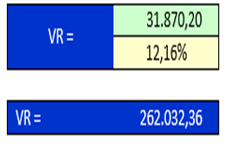 VR =
31.870,20
12,16%
VR = 262.032,36